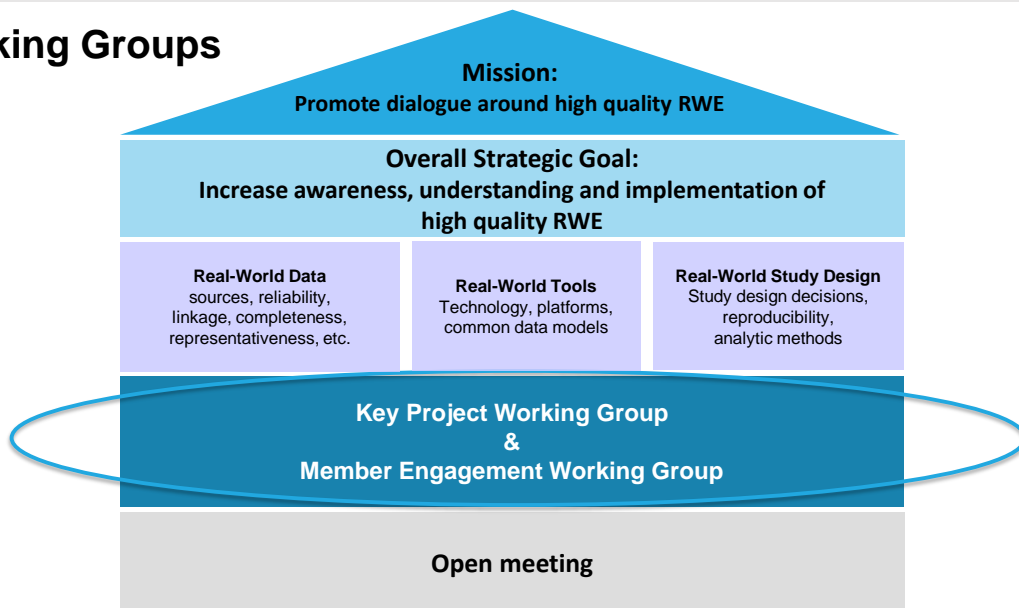 king Groups
Mission:
Promote dialogue around high quality RWE
Overall Strategic Goal:
Increase awareness, understanding and implementation of
high quality RWE
Real-World Data
sources, reliability,
linkage, completeness,
representativeness, etc.
Real-World Tools
Technology, platforms,
common data models
Real-World Study Design
Study design decisions,
reproducibility,
analytic methods
Key Project Working Group
&
Member Engagement Working Group
Open meeting